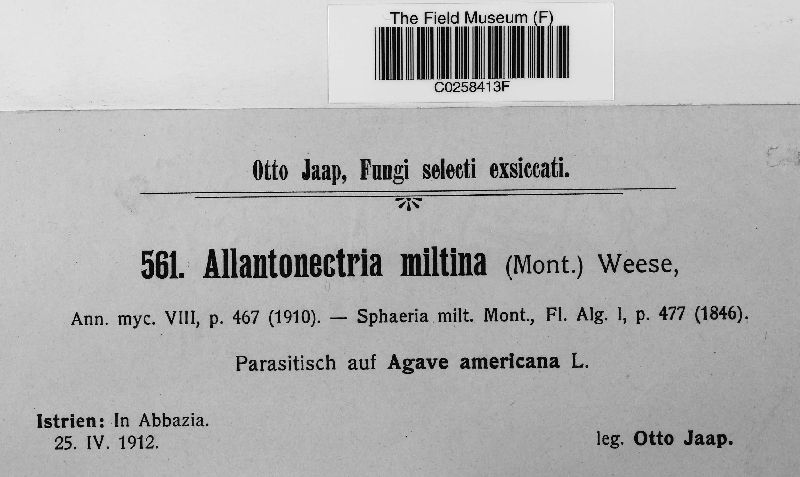 The Field Museum (F)
C0258413F
Otto Jaap, Fungi selecti exsiccati.
561. Allantonectria miltina (Mont.) Weese,
Ann. myc. VIII, p. 467 (1910). — Sphaeria milt. Mont., Fl. Alg. I, p. 477 (1846).
Parasitisch auf Agave americana L.
Istrien: In Abbazia.
25. IV. 1912.
leg. Otto Jaap.